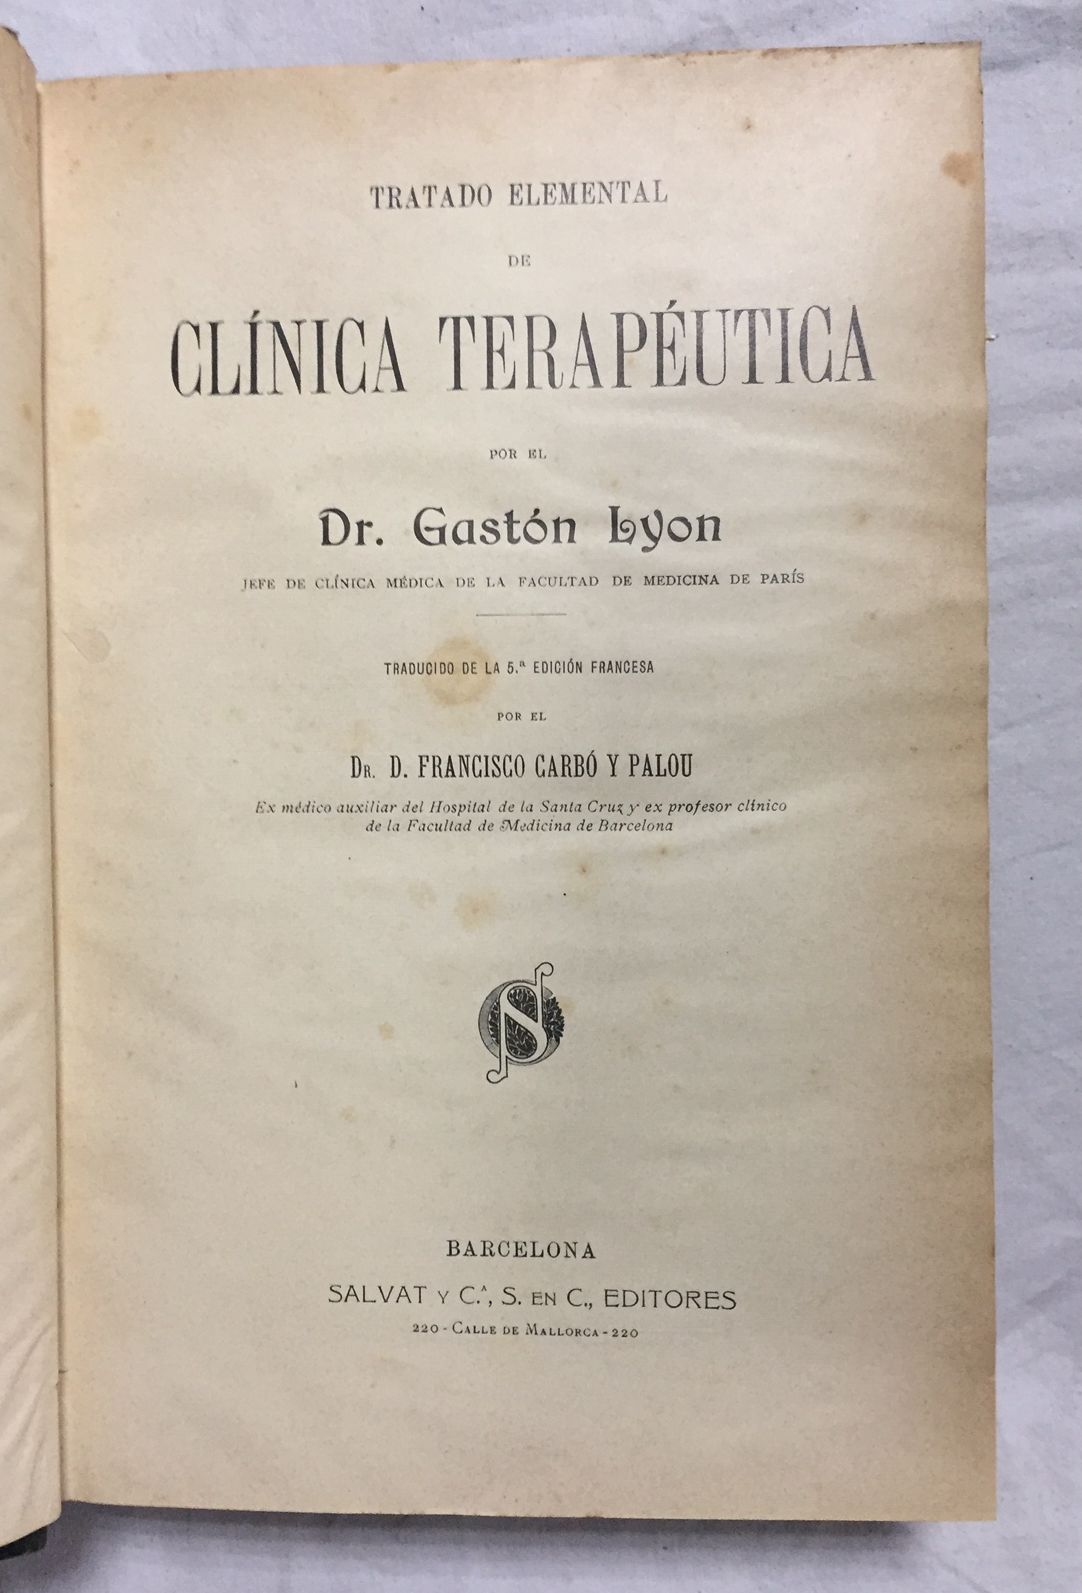 TRATADO ELEMENTAL
DE
CLÍNICA TERAPÉUTICA
POR EL
Dr. Gastón Lyon
JEFE DE CLÍNICA MÉDICA DE LA FACULTAD DE MEDICINA DE PARÍS
TRADUCIDO DE LA 5.ª EDICIÓN FRANCESA
POR EL
DR. D. FRANCISCO CARBÓ Y PALOU
Ex médico auxiliar del Hospital de la Santa Cruz y ex profesor clínico
de la Facultad de Medicina de Barcelona
BARCELONA
SALVAT Y C.ᴬ, S. EN C., EDITORES
220-CALLE DE MALLORCA-220